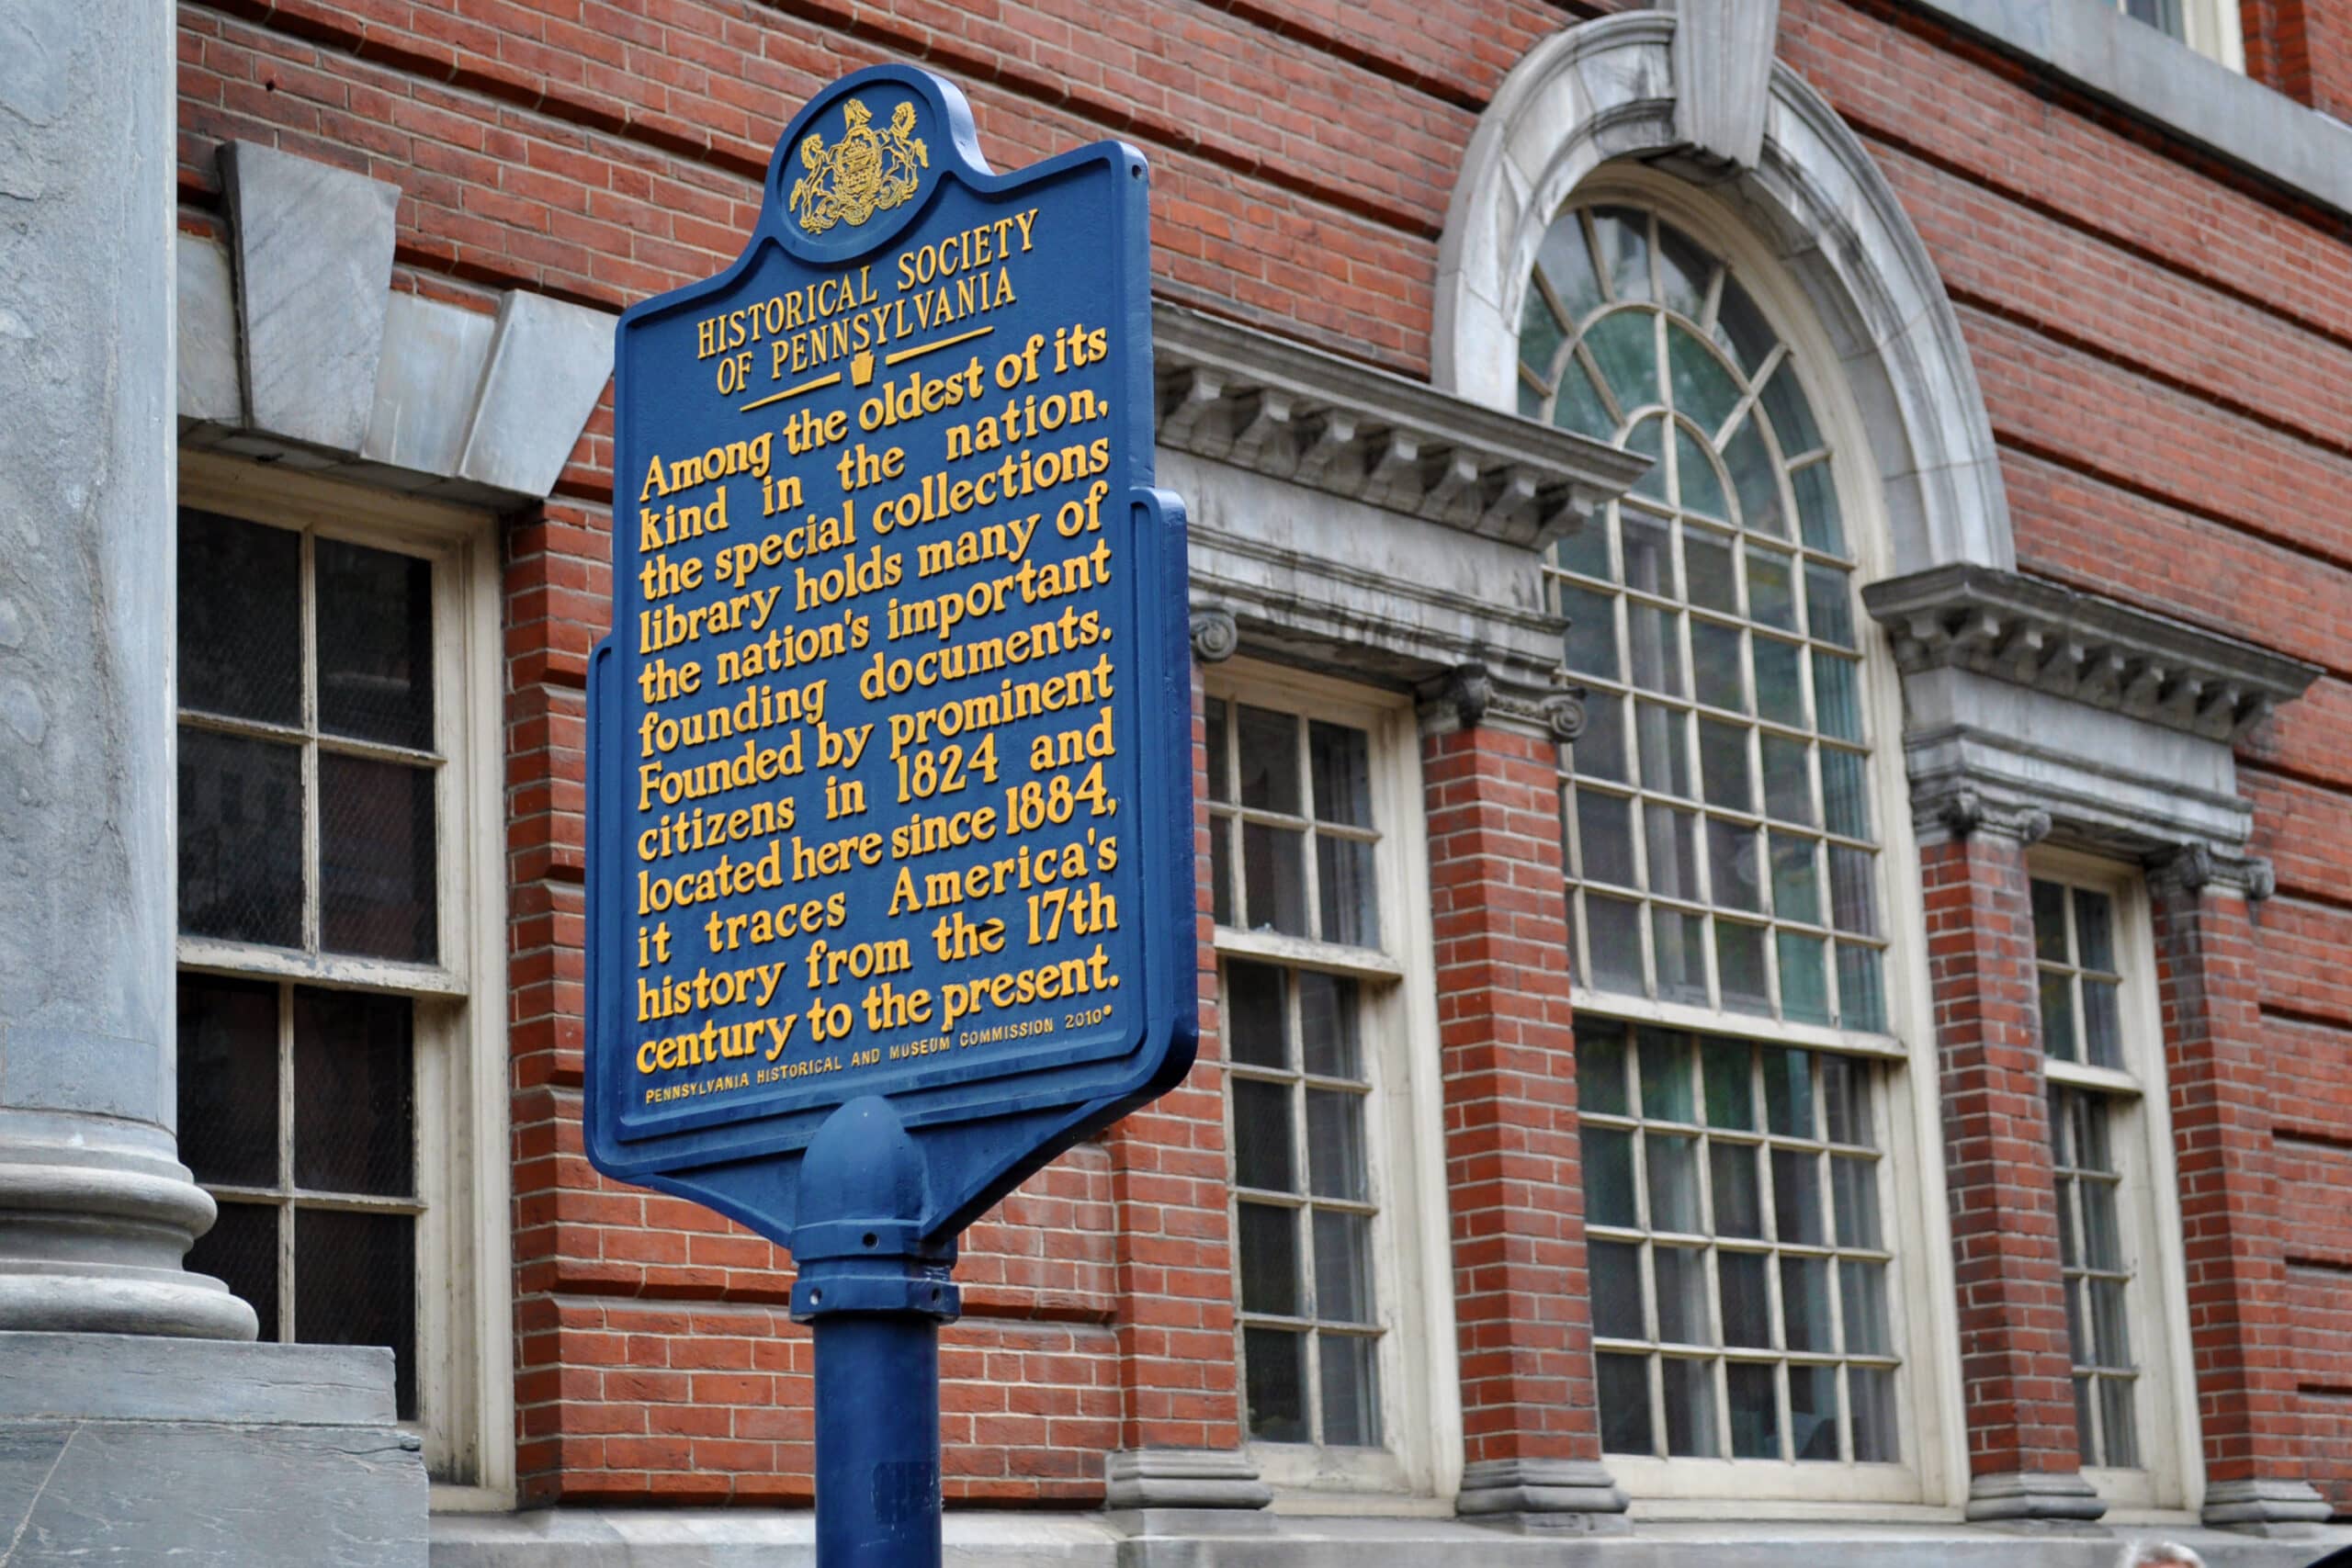 HISTORICAL SOCIETY
OF PENNSYLVANIA
Among the oldest of its
kind in the nation,
the special collections
library holds many of
the nation's important
founding documents.
Founded by prominent
citizens in 1824 and
located here since 1884,
it traces America's
history from the 17th
century to the present.
PENNSYLVANIA HISTORICAL AND MUSEUM COMMISSION 2010